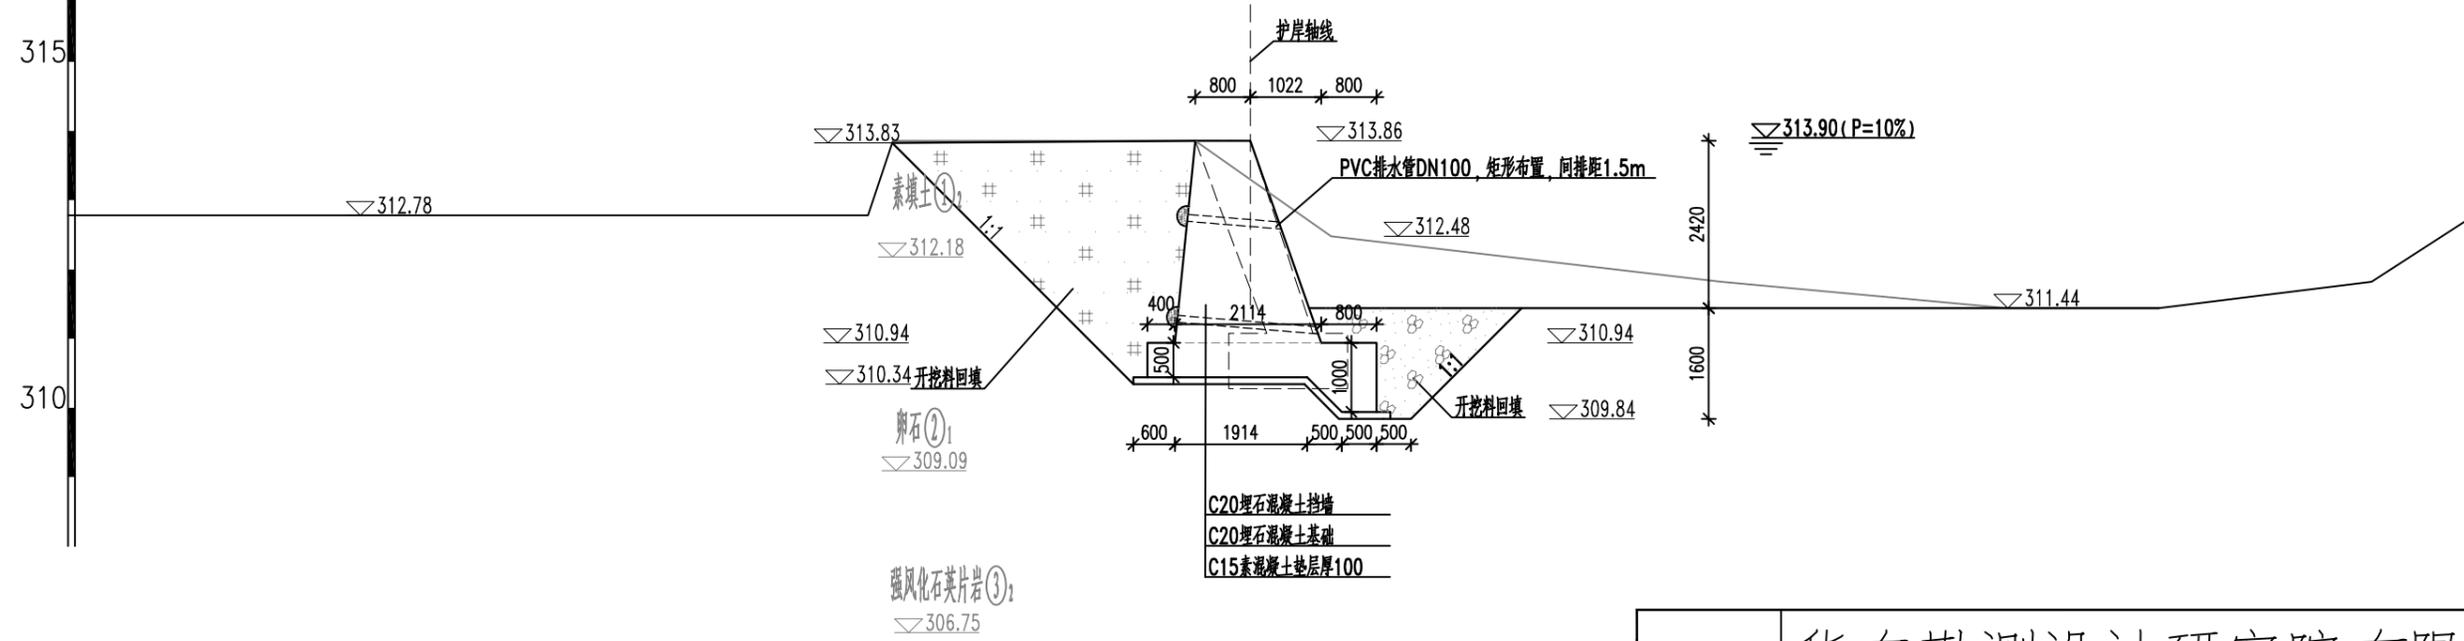 315
护岸轴线
800 1022 800
313.83
313.86
313.90(P=10%)
PVC排水管DN100，矩形布置，间排距1.5m
素填土①2
312.78
1:1
312.48
2420
312.18
311.44
400 2114 800
310.94
310.94
500
1000
1:1
1600
310.34
开挖料回填
310
开挖料回填
309.84
卵石②1
600 1914 500 500 500
309.09
C20埋石混凝土挡墙
C20埋石混凝土基础
C15素混凝土垫层厚100
强风化石英片岩③2
306.75